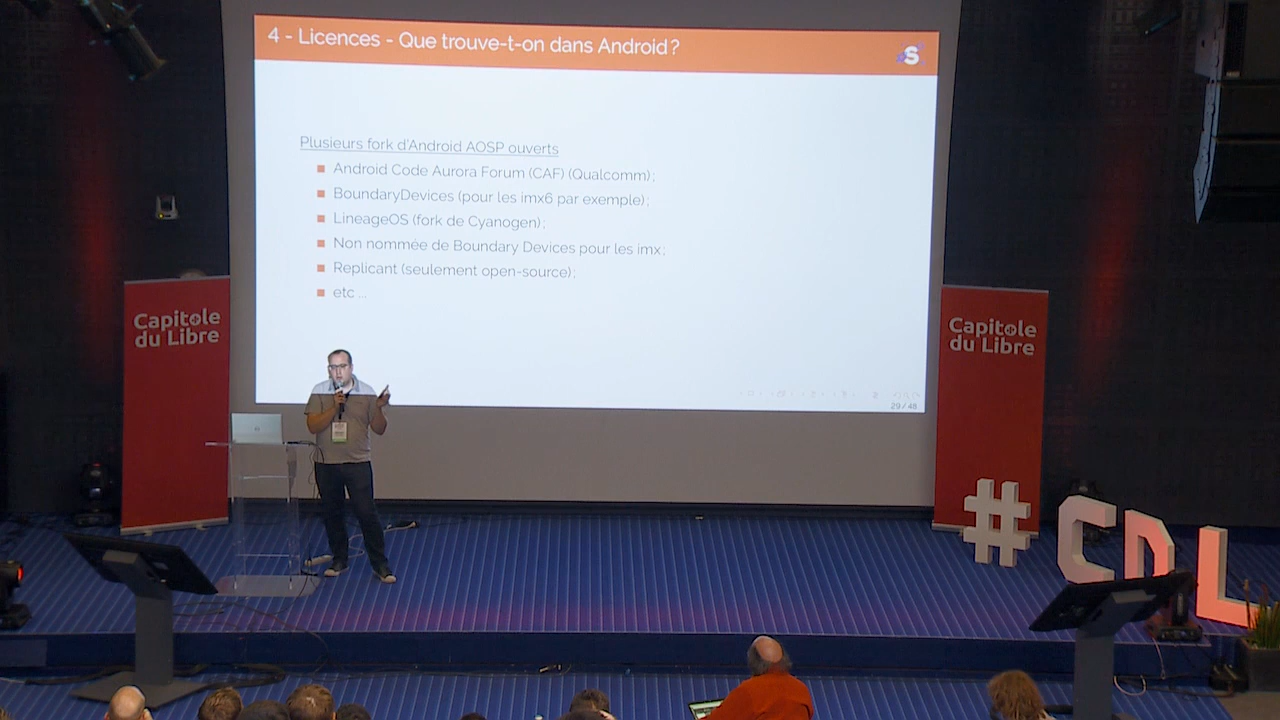 4 - Licences - Que trouve-t-on dans Android ?
S
Plusieurs fork d'Android AOSP ouverts
Android Code Aurora Forum (CAF) (Qualcomm) ;
BoundaryDevices (pour les imx6 par exemple) ;
LineageOS (fork de Cyanogen) ;
Non nommée de Boundary Devices pour les imx ;
Replicant (seulement open-source) ;
etc ...
29 / 48
Capitole
du Libre
Capitole
du Libre
#CDL